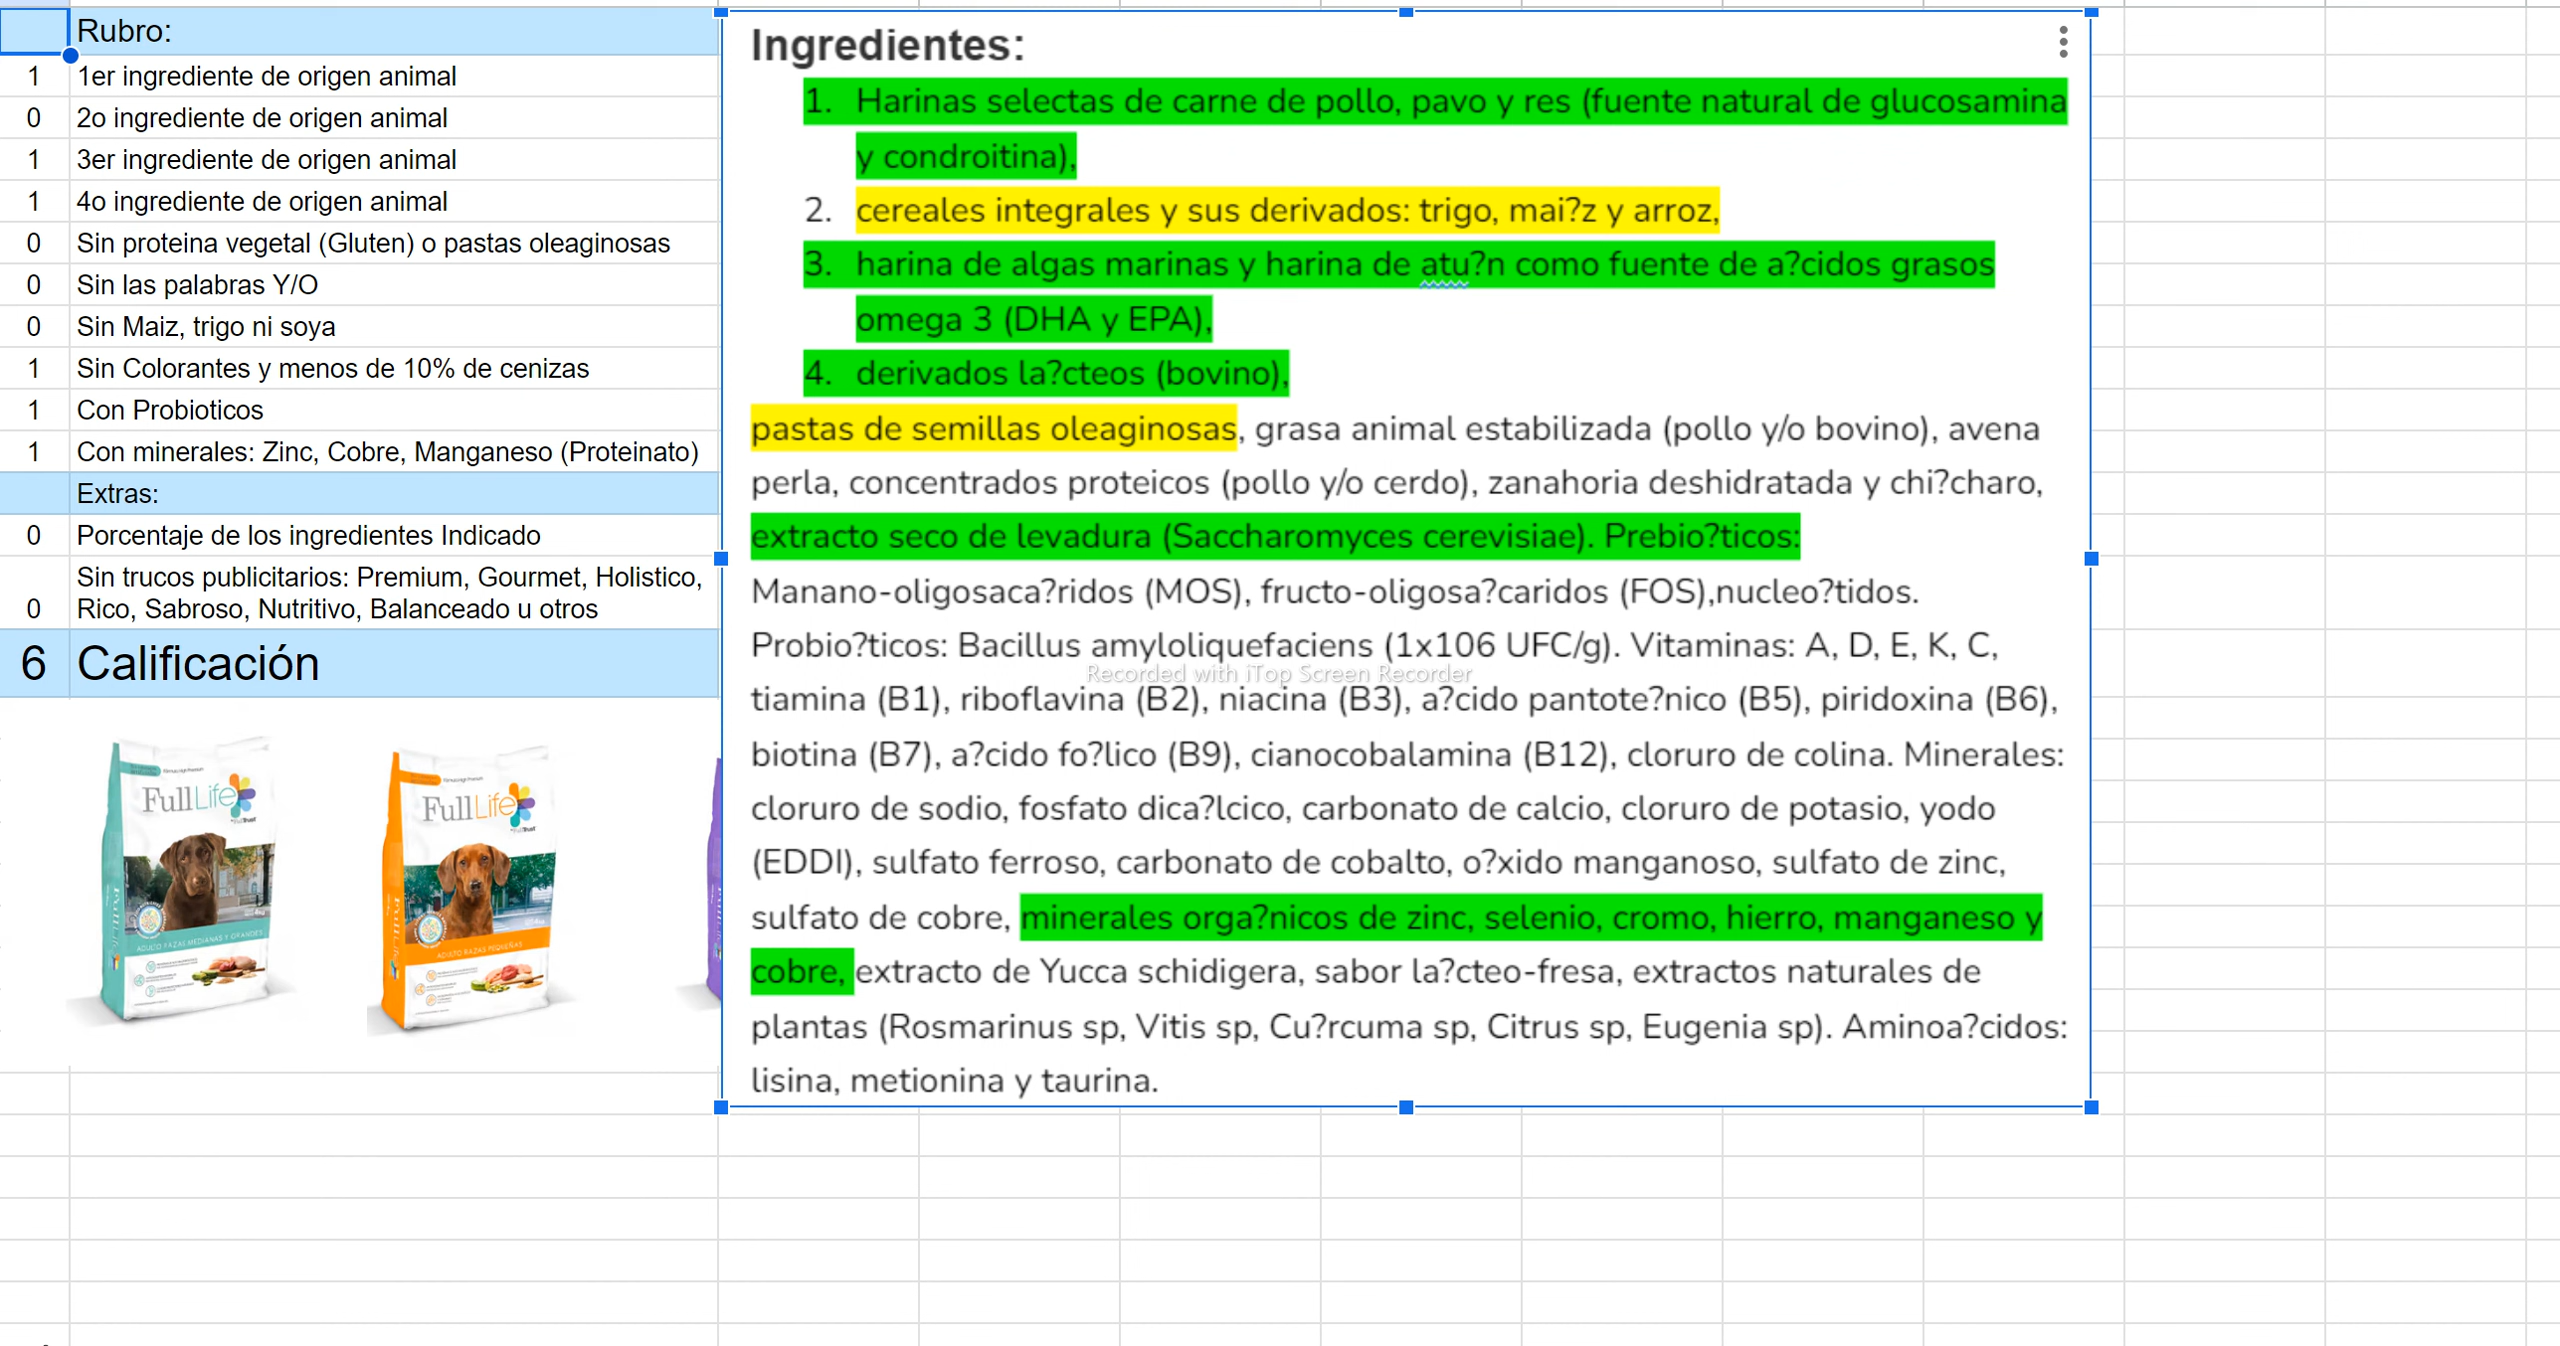 Rubro:
1 1er ingrediente de origen animal
0 2o ingrediente de origen animal
1 3er ingrediente de origen animal
1 4o ingrediente de origen animal
0 Sin proteina vegetal (Gluten) o pastas oleaginosas
0 Sin las palabras Y/O
0 Sin Maiz, trigo ni soya
1 Sin Colorantes y menos de 10% de cenizas
1 Con Probioticos
1 Con minerales: Zinc, Cobre, Manganeso (Proteinato)
Extras:
0 Porcentaje de los ingredientes Indicado
Sin trucos publicitarios: Premium, Gourmet, Holistico,
0 Rico, Sabroso, Nutritivo, Balanceado u otros
6 Calificación
FullLife
ADULTO RAZAS MEDIANAS Y GRANDES
FullLife
ADULTO RAZAS PEQUEÑAS
Ingredientes:
1. Harinas selectas de carne de pollo, pavo y res (fuente natural de glucosamina
y condroitina),
2. cereales integrales y sus derivados: trigo, mai?z y arroz,
3. harina de algas marinas y harina de atu?n como fuente de a?cidos grasos
omega 3 (DHA y EPA),
4. derivados la?cteos (bovino),
pastas de semillas oleaginosas, grasa animal estabilizada (pollo y/o bovino), avena
perla, concentrados proteicos (pollo y/o cerdo), zanahoria deshidratada y chi?charo,
extracto seco de levadura (Saccharomyces cerevisiae). Prebio?ticos:
Manano-oligosaca?ridos (MOS), fructo-oligosa?caridos (FOS),nucleo?tidos.
Probio?ticos: Bacillus amyloliquefaciens (1x106 UFC/g). Vitaminas: A, D, E, K, C,
Recorded with iTop Screen Recorder
tiamina (B1), riboflavina (B2), niacina (B3), a?cido pantote?nico (B5), piridoxina (B6),
biotina (B7), a?cido fo?lico (B9), cianocobalamina (B12), cloruro de colina. Minerales:
cloruro de sodio, fosfato dica?lcico, carbonato de calcio, cloruro de potasio, yodo
(EDDI), sulfato ferroso, carbonato de cobalto, o?xido manganoso, sulfato de zinc,
sulfato de cobre, minerales orga?nicos de zinc, selenio, cromo, hierro, manganeso y
cobre, extracto de Yucca schidigera, sabor la?cteo-fresa, extractos naturales de
plantas (Rosmarinus sp, Vitis sp, Cu?rcuma sp, Citrus sp, Eugenia sp). Aminoa?cidos:
lisina, metionina y taurina.